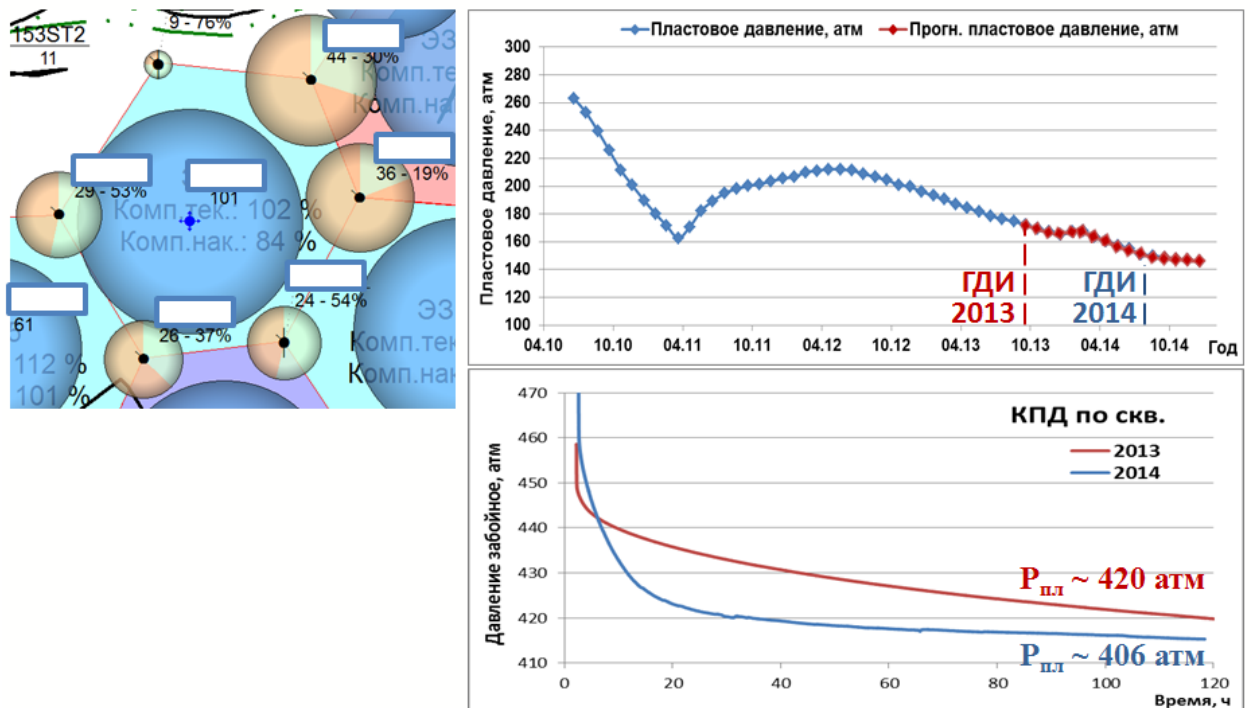 9 - 76%
153ST2
11
44 - 30%
ЭЗ
Комп.те
Комп.на
36 - 19%
29 - 53%
101
Комп.тек.: 102 %
Комп.нак.: 84 %
24 - 54%
61
26 - 37%
ЭЗ
112 %
101 %
Комп.тек
Комп.нак
Пластовое давление, атм
Прогн. пластовое давление, атм
Пластовое давление, атм
300
280
260
240
220
200
180
160
140
120
100
ГДИ
2013
ГДИ
2014
04.10
10.10
04.11
10.11
04.12
10.12
04.13
10.13
04.14
10.14
Год
Давление забойное, атм
470
460
450
440
430
420
410
КПД по скв.
2013
2014
Рпл ~ 420 атм
Рпл ~ 406 атм
0
20
40
60
80
100
120
Время, ч